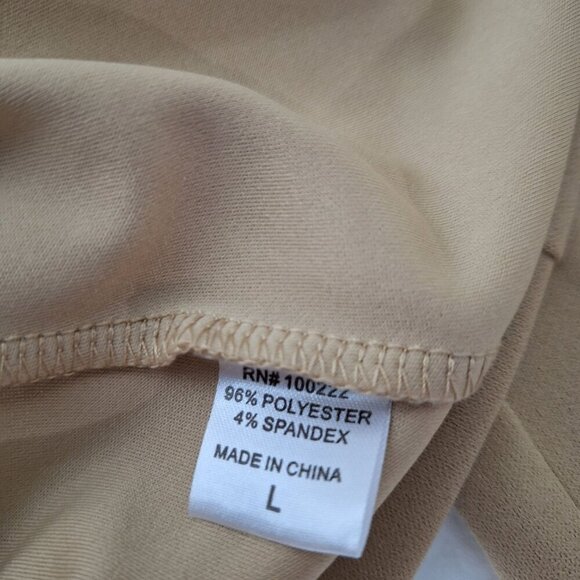 RN# 100222
96% POLYESTER
4% SPANDEX
MADE IN CHINA
L